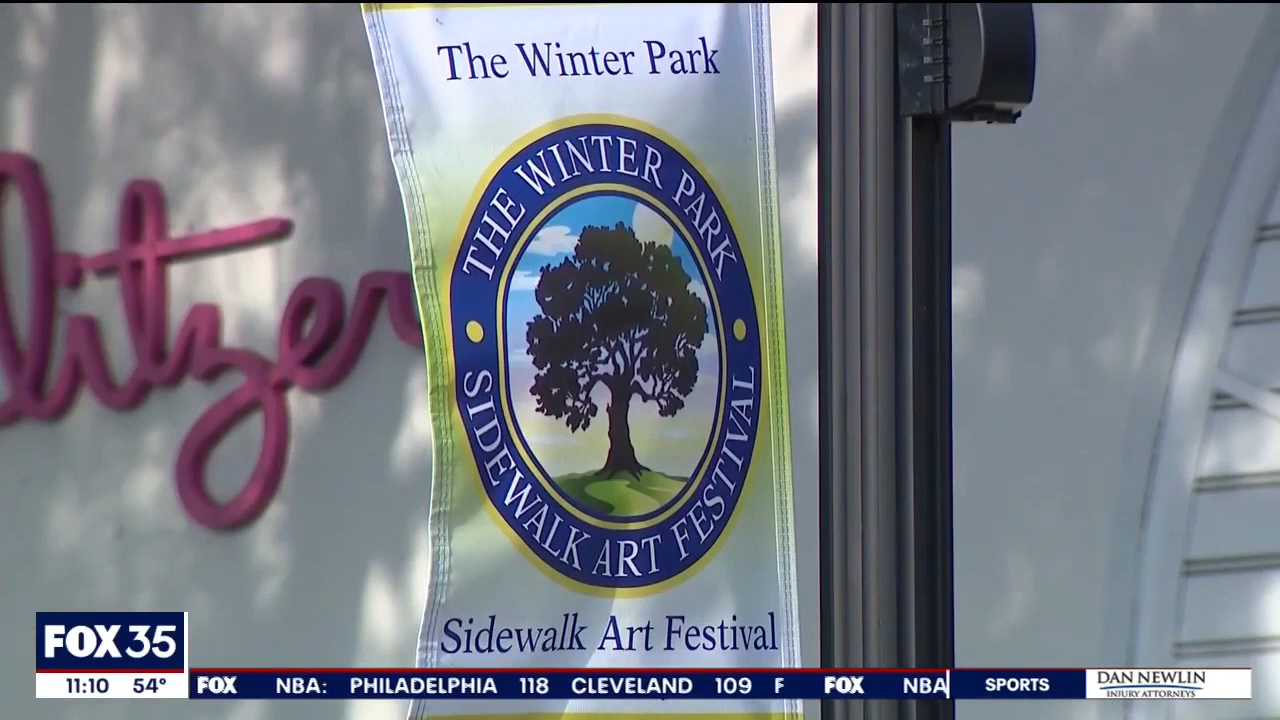 The Winter Park
THE WINTER PARK
SIDEWALK ART FESTIVAL
Sidewalk Art Festival
litzer
FOX 35
11:10 54°
FOX NBA: PHILADELPHIA 118 CLEVELAND 109 F FOX NBA
SPORTS
DAN NEWLIN
INJURY ATTORNEYS